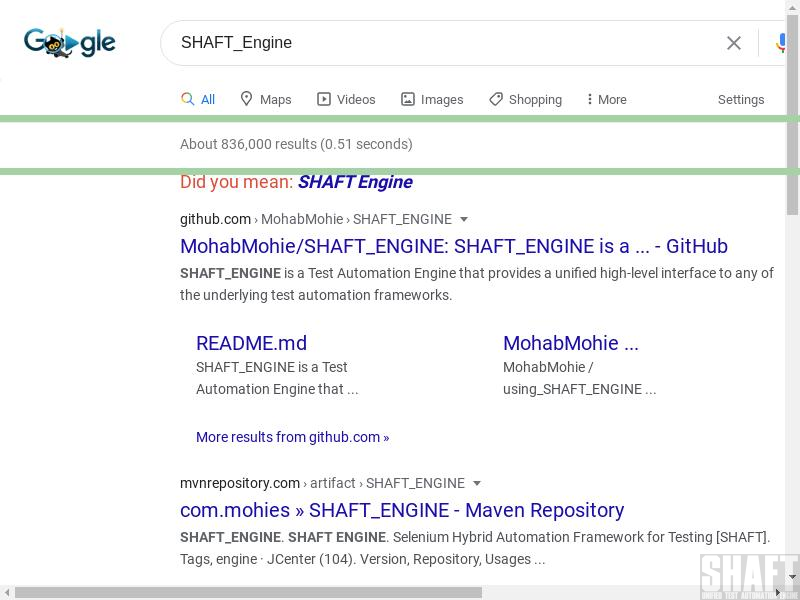 Google
SHAFT_Engine
All Maps Videos Images Shopping More Settings
About 836,000 results (0.51 seconds)
Did you mean: SHAFT Engine
github.com › MohabMohie › SHAFT_ENGINE
MohabMohie/SHAFT_ENGINE: SHAFT_ENGINE is a ... - GitHub
SHAFT_ENGINE is a Test Automation Engine that provides a unified high-level interface to any of
the underlying test automation frameworks.
README.md
SHAFT_ENGINE is a Test
Automation Engine that ...
MohabMohie ...
MohabMohie /
using_SHAFT_ENGINE ...
More results from github.com »
mvnrepository.com › artifact › SHAFT_ENGINE
com.mohies » SHAFT_ENGINE - Maven Repository
SHAFT_ENGINE. SHAFT ENGINE. Selenium Hybrid Automation Framework for Testing [SHAFT].
Tags, engine · JCenter (104). Version, Repository, Usages ...
SHAFT